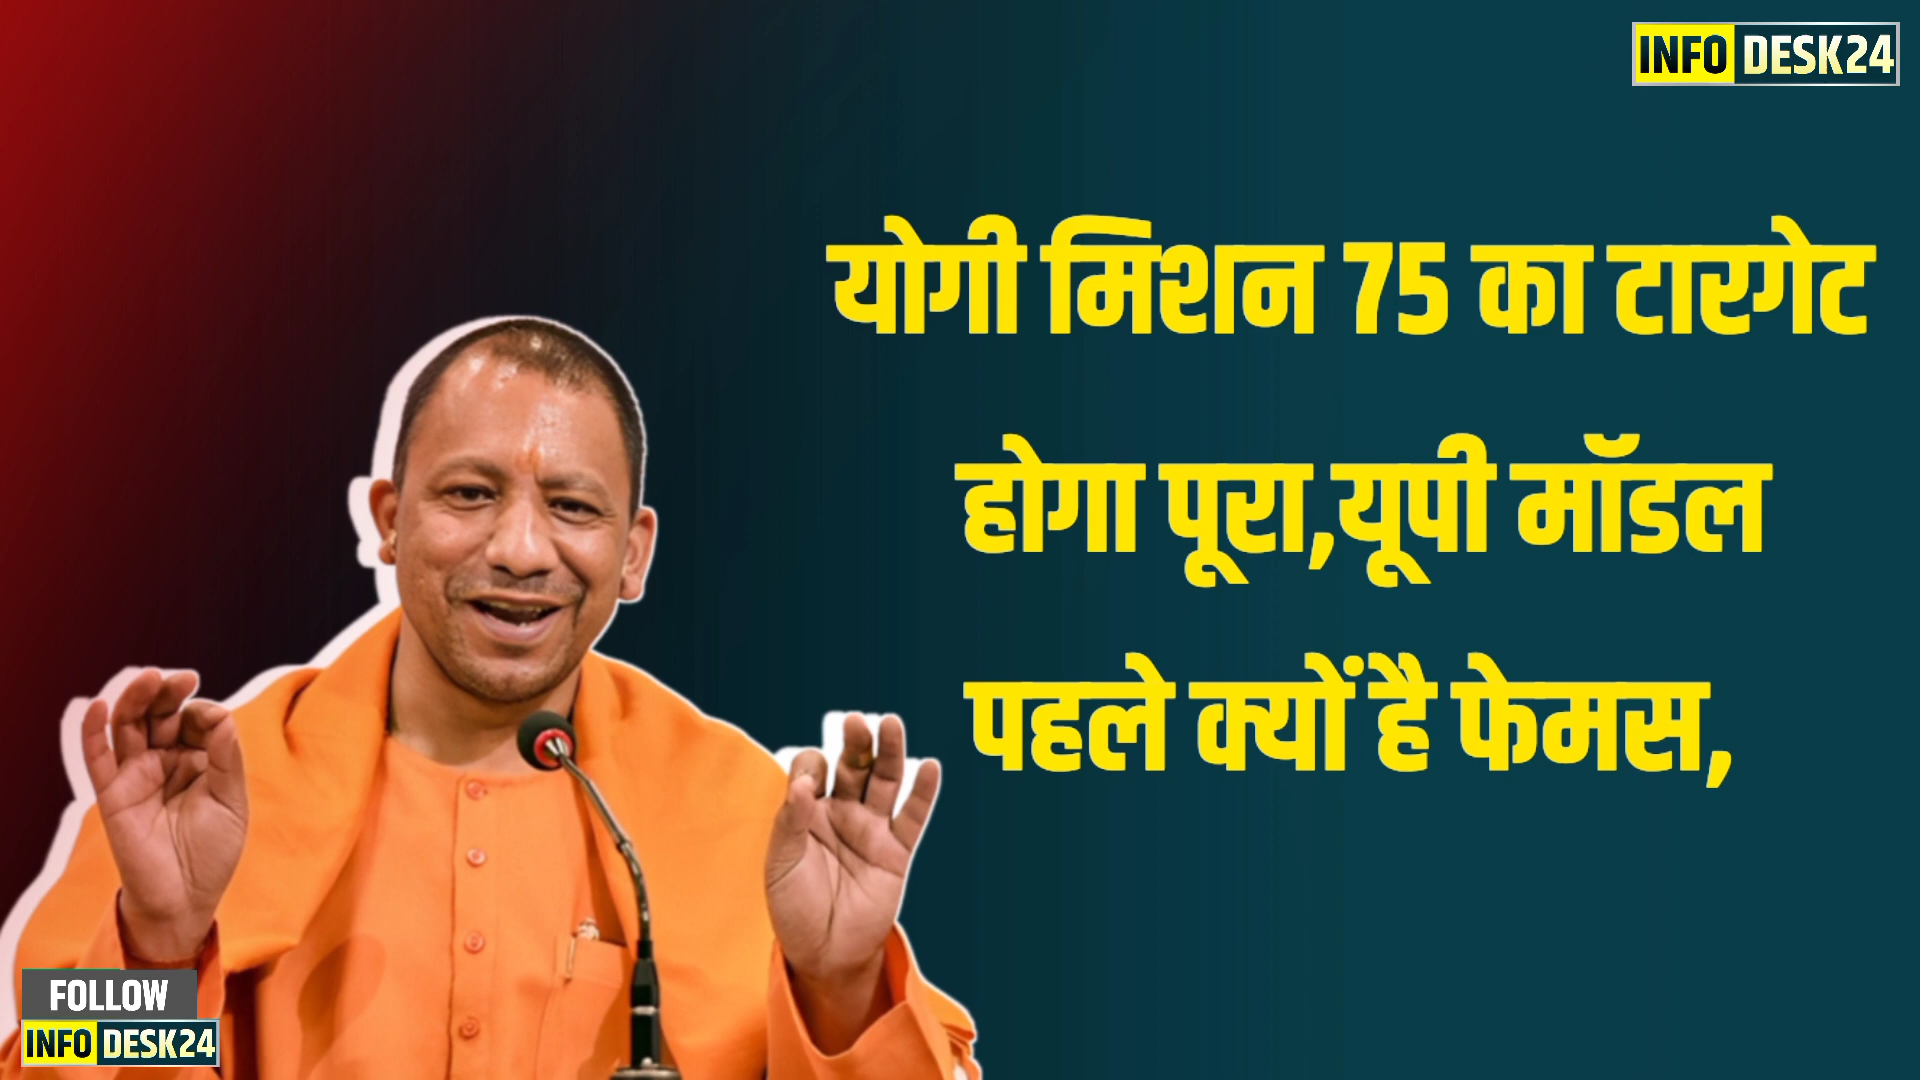 INFO DESK24
योगी मिशन 75 का टारगेट
होगा पूरा,यूपी मॉडल
पहले क्यों है फेमस,
FOLLOW
INFO DESK24